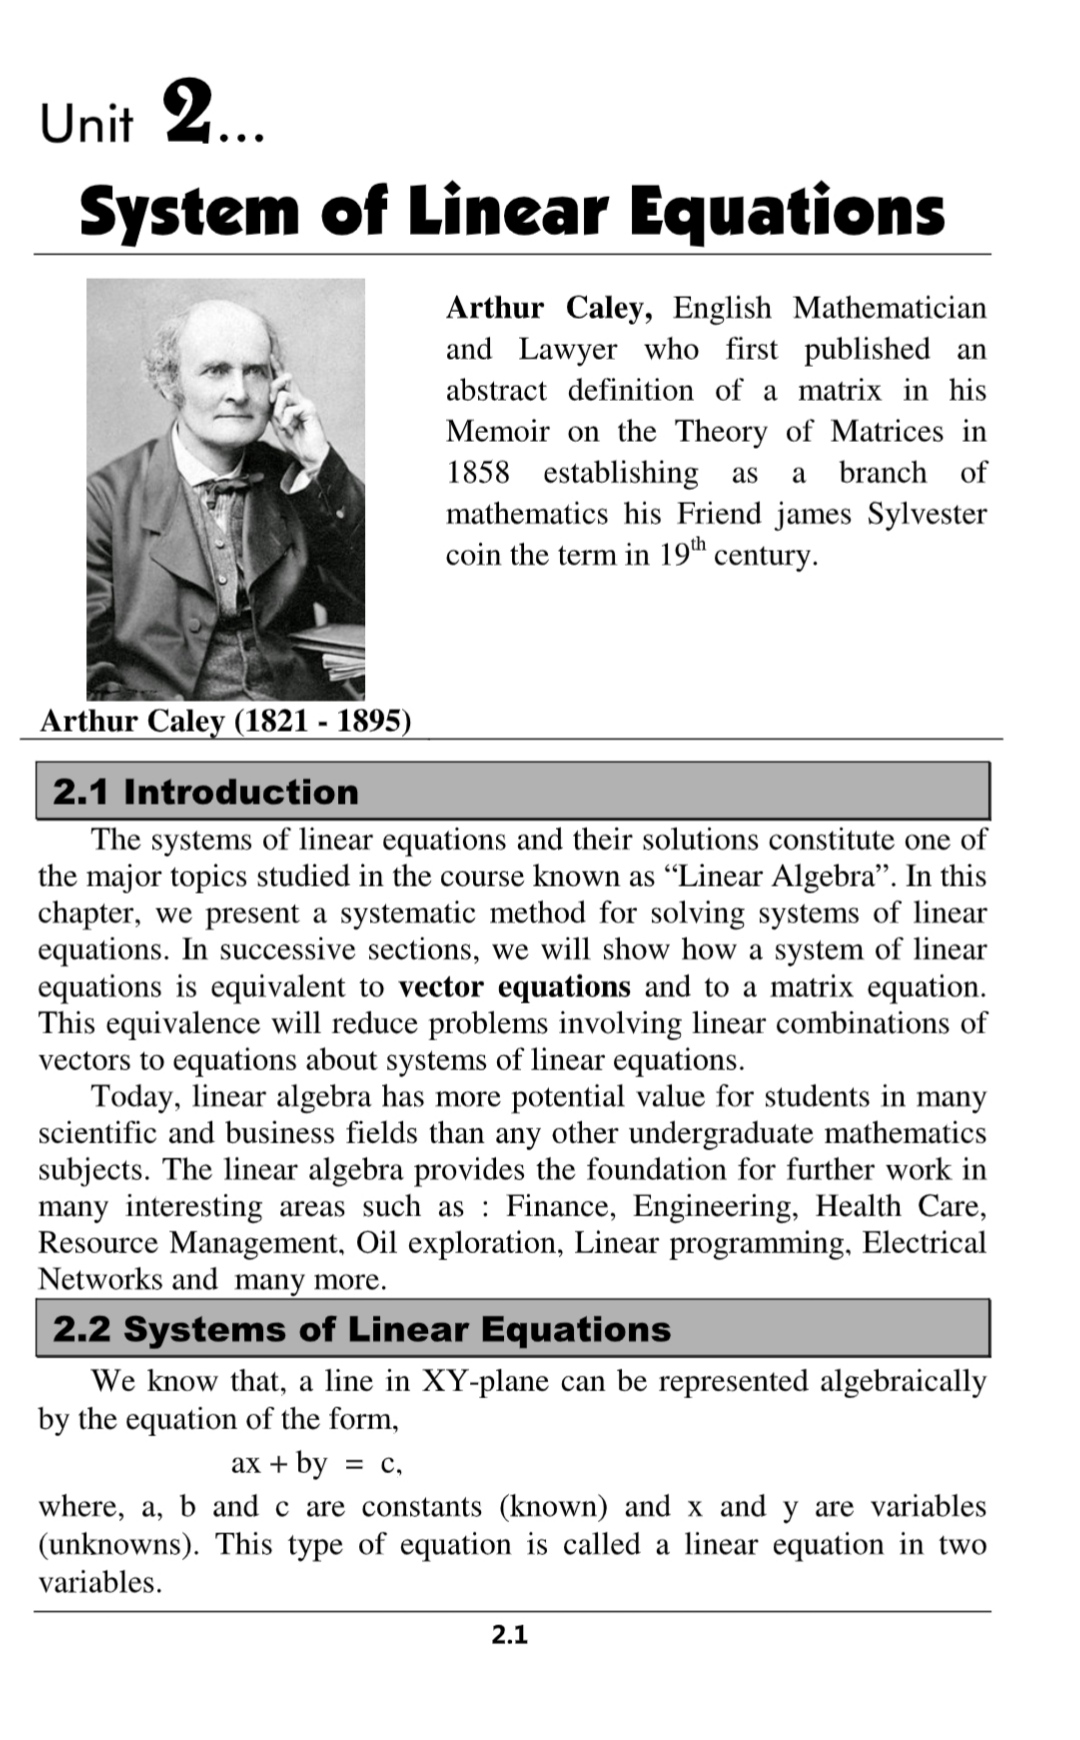 Unit 2...
System of Linear Equations
Arthur Caley, English Mathematician
and Lawyer who first published an
abstract definition of a matrix in his
Memoir on the Theory of Matrices in
1858 establishing as a branch of
mathematics his Friend james Sylvester
coin the term in 19th century.
Arthur Caley (1821 - 1895)
2.1 Introduction
The systems of linear equations and their solutions constitute one of
the major topics studied in the course known as “Linear Algebra”. In this
chapter, we present a systematic method for solving systems of linear
equations. In successive sections, we will show how a system of linear
equations is equivalent to vector equations and to a matrix equation.
This equivalence will reduce problems involving linear combinations of
vectors to equations about systems of linear equations.
Today, linear algebra has more potential value for students in many
scientific and business fields than any other undergraduate mathematics
subjects. The linear algebra provides the foundation for further work in
many interesting areas such as : Finance, Engineering, Health Care,
Resource Management, Oil exploration, Linear programming, Electrical
Networks and many more.
2.2 Systems of Linear Equations
We know that, a line in XY-plane can be represented algebraically
by the equation of the form,
ax + by = c,
where, a, b and c are constants (known) and x and y are variables
(unknowns). This type of equation is called a linear equation in two
variables.
2.1